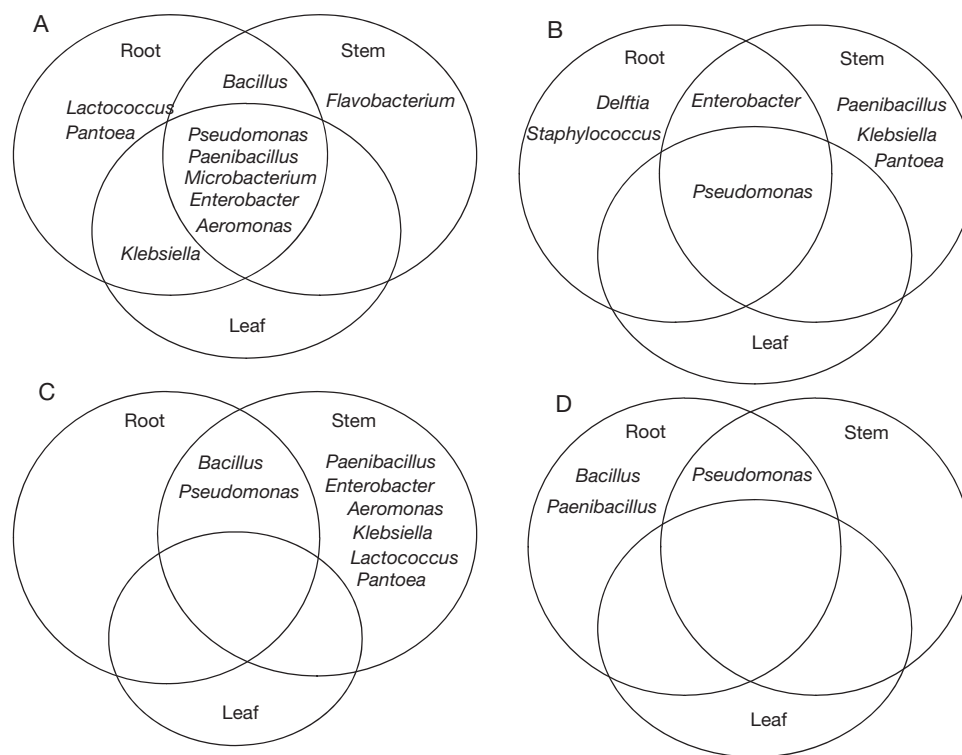 A
Root
Stem
Bacillus
Lactococcus
Pantoea
Flavobacterium
Pseudomonas
Paenibacillus
Microbacterium
Enterobacter
Aeromonas
Klebsiella
Leaf
B
Root
Stem
Delftia
Staphylococcus
Enterobacter
Paenibacillus
Klebsiella
Pantoea
Pseudomonas
Leaf
C
Root
Stem
Bacillus
Pseudomonas
Paenibacillus
Enterobacter
Aeromonas
Klebsiella
Lactococcus
Pantoea
Leaf
D
Root
Stem
Bacillus
Paenibacillus
Pseudomonas
Leaf